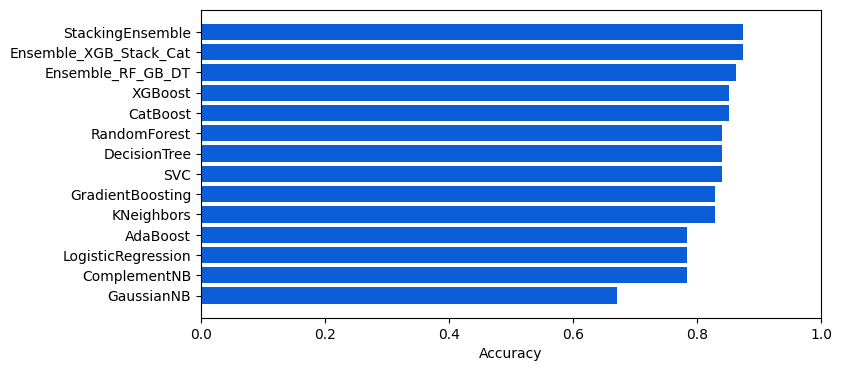 StackingEnsemble
Ensemble_XGB_Stack_Cat
Ensemble_RF_GB_DT
XGBoost
CatBoost
RandomForest
DecisionTree
SVC
GradientBoosting
KNeighbors
AdaBoost
LogisticRegression
ComplementNB
GaussianNB
0.0 0.2 0.4 0.6 0.8 1.0
Accuracy